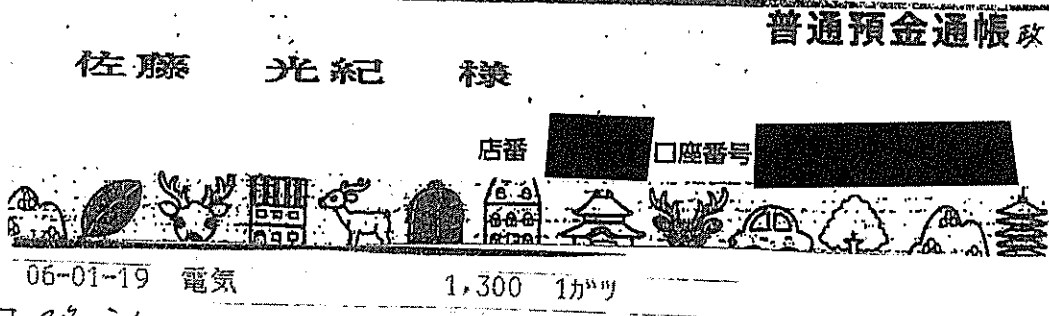 普通預金通帳 政
佐藤 光紀 様
店番 口座番号
06-01-19 電気 1,300 1ガツ